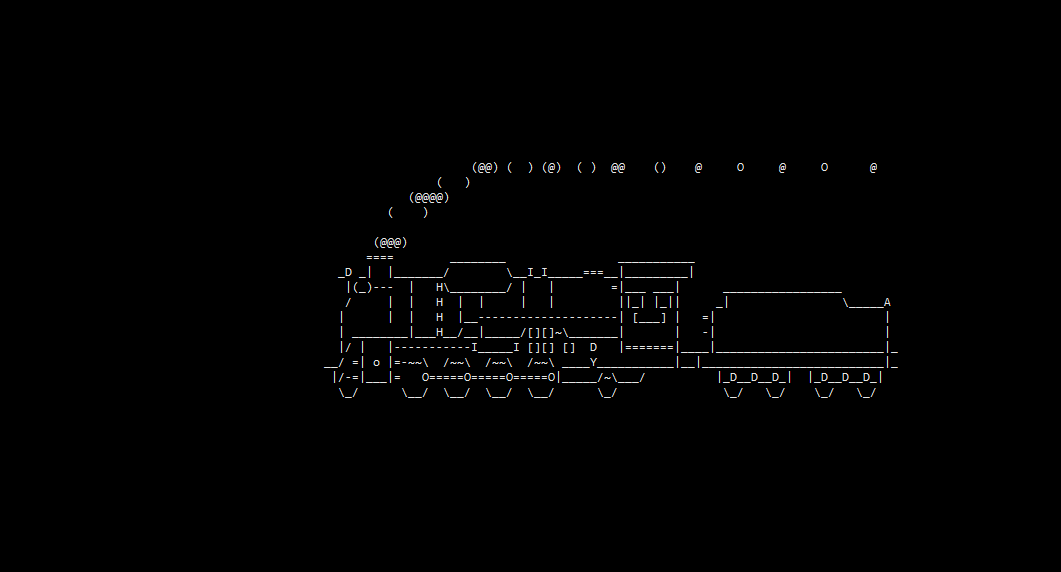 (@@) (  ) (@)  ( )  @@    ()    @     O     @     O      @
                (   )
            (@@@@)
         (    )

       (@@@)
      ====        ________                ___________
  _D _|  |_______/        \__I_I_____===__|_________|
   |(_)---  |   H\________/ |   |        =|___ ___|      _________________
   /     |  |   H  |  |     |   |         ||_| |_||     _|                \_____A
  |      |  |   H  |__--------------------| [___] |   =|                        |
  | ________|___H__/__|_____/[][]~\_______|       |   -|                        |
  |/ |   |-----------I_____I [][] []  D   |=======|____|________________________|_
__/ =| o |=-~~\  /~~\  /~~\  /~~\ ____Y___________|__|__________________________|_
 |/-=|___|=   O=====O=====O=====O|_____/~\___/          |_D__D__D_|  |_D__D__D_|
  \_/      \__/  \__/  \__/  \__/      \_/               \_/   \_/    \_/   \_/